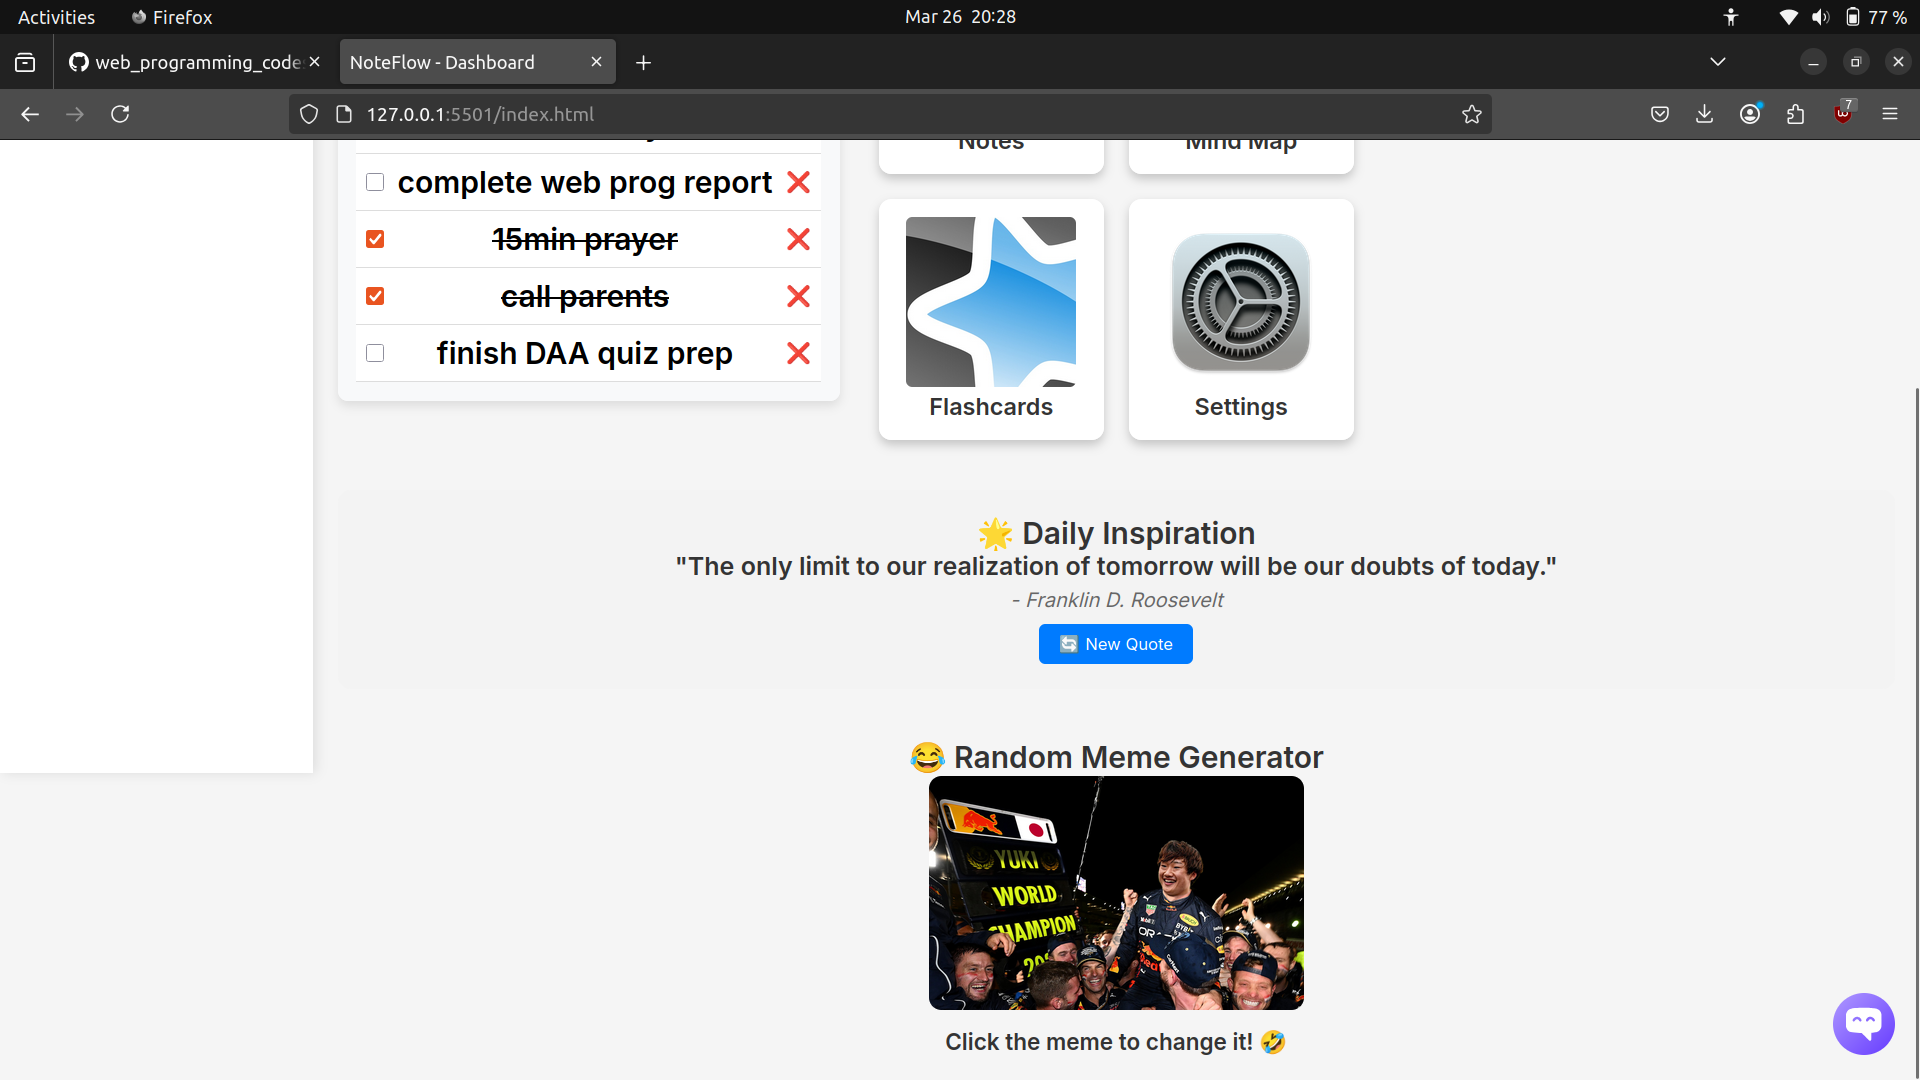 Activities
Firefox
Mar 26 20:28
77 %
web_programming_code
NoteFlow - Dashboard
127.0.0.1:5501/index.html
7
Notes
Mind Map
complete web prog report
15min prayer
call parents
finish DAA quiz prep
Flashcards
Settings
🌟 Daily Inspiration
"The only limit to our realization of tomorrow will be our doubts of today."
- Franklin D. Roosevelt
🔄 New Quote
😂 Random Meme Generator
YUKI
WORLD
CHAMPION
Click the meme to change it! 🤣